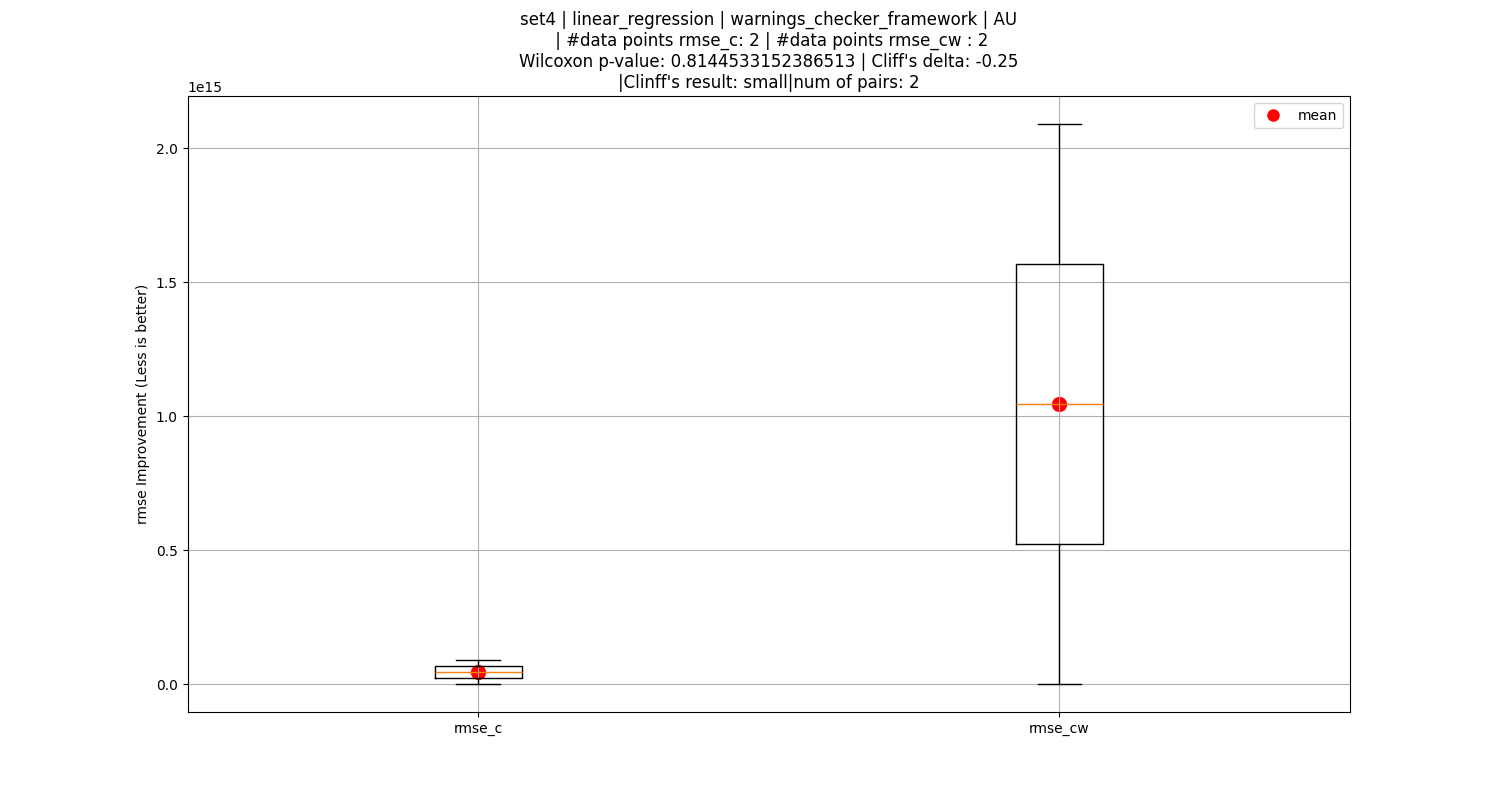 set4 | linear_regression | warnings_checker_framework | AU
| #data points rmse_c: 2 | #data points rmse_cw : 2
Wilcoxon p-value: 0.8144533152386513 | Cliff's delta: -0.25
|Clinff's result: small|num of pairs: 2
1e15
mean
2.0
1.5
1.0
0.5
0.0
rmse Improvement (Less is better)
rmse_c
rmse_cw